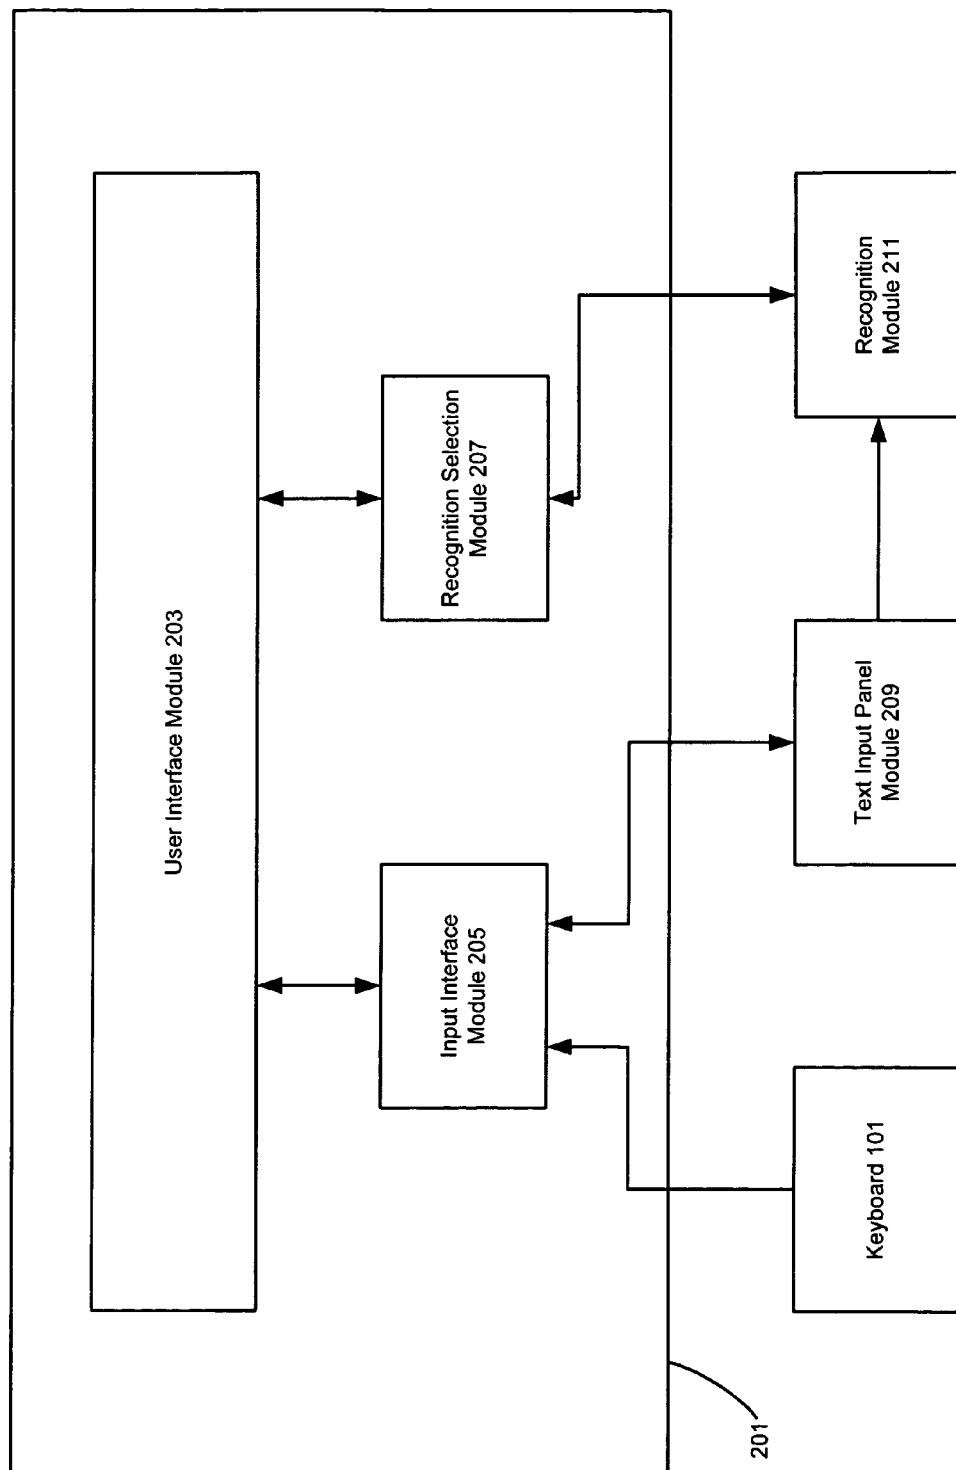 User Interface Module 203
Input Interface
Module 205
Recognition Selection
Module 207
Keyboard 101
Text Input Panel
Module 209
Recognition
Module 211
201